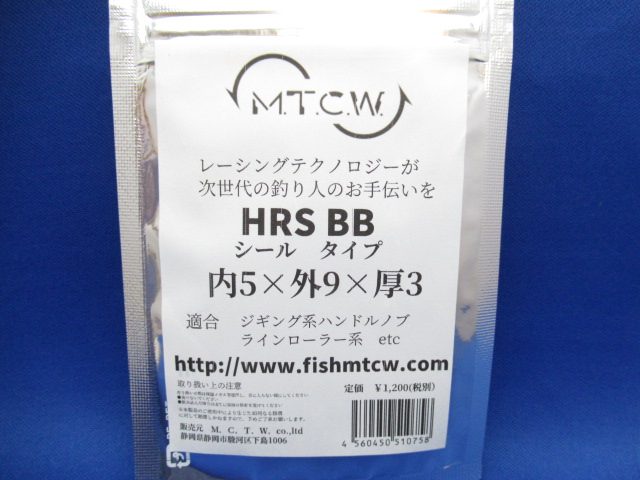 M.T.C.W.
レーシングテクノロジーが
次世代の釣り人のお手伝いを
HRS BB
シール タイプ
内5×外9×厚3
適合 ジギング系ハンドルノブ
ラインローラー系 etc
http://www.fishmtcw.com
取り扱い上の注意
定価 ￥1,200(税別)
販売元 M. C. T. W. co.,ltd
静岡県静岡市駿河区下島1006
4 560450 510758